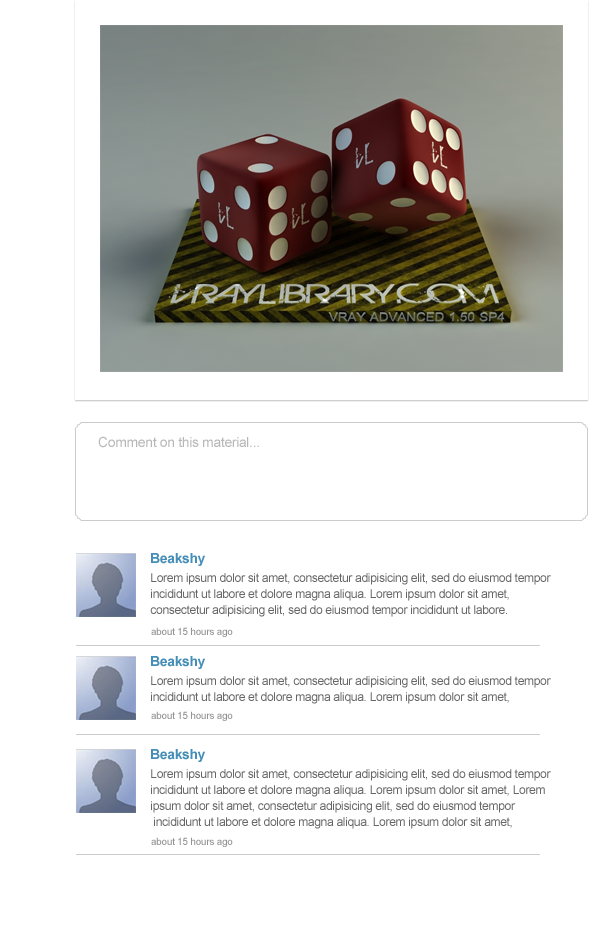 VL
VL
VL
VL
VRAYLIBRARY.COM
VRAY ADVANCED 1.50 SP4
Comment on this material...
Beakshy
Lorem ipsum dolor sit amet, consectetur adipisicing elit, sed do eiusmod tempor
incididunt ut labore et dolore magna aliqua. Lorem ipsum dolor sit amet,
consectetur adipisicing elit, sed do eiusmod tempor incididunt ut labore.
about 15 hours ago
Beakshy
Lorem ipsum dolor sit amet, consectetur adipisicing elit, sed do eiusmod tempor
incididunt ut labore et dolore magna aliqua. Lorem ipsum dolor sit amet,
about 15 hours ago
Beakshy
Lorem ipsum dolor sit amet, consectetur adipisicing elit, sed do eiusmod tempor
incididunt ut labore et dolore magna aliqua. Lorem ipsum dolor sit amet, Lorem
ipsum dolor sit amet, consectetur adipisicing elit, sed do eiusmod tempor
incididunt ut labore et dolore magna aliqua. Lorem ipsum dolor sit amet,
about 15 hours ago